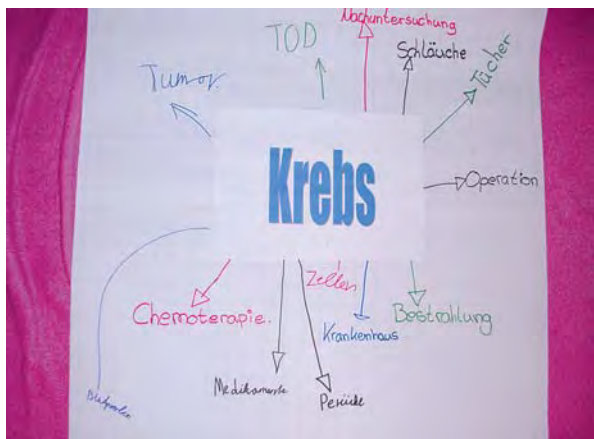 Nachuntersuchung
TOD
Schläuche
Tücher
Tumor.
Krebs
Operation
Zellen
Chemoterapie.
Bestrahlung
Krankenhaus
Medikamente
Perücke